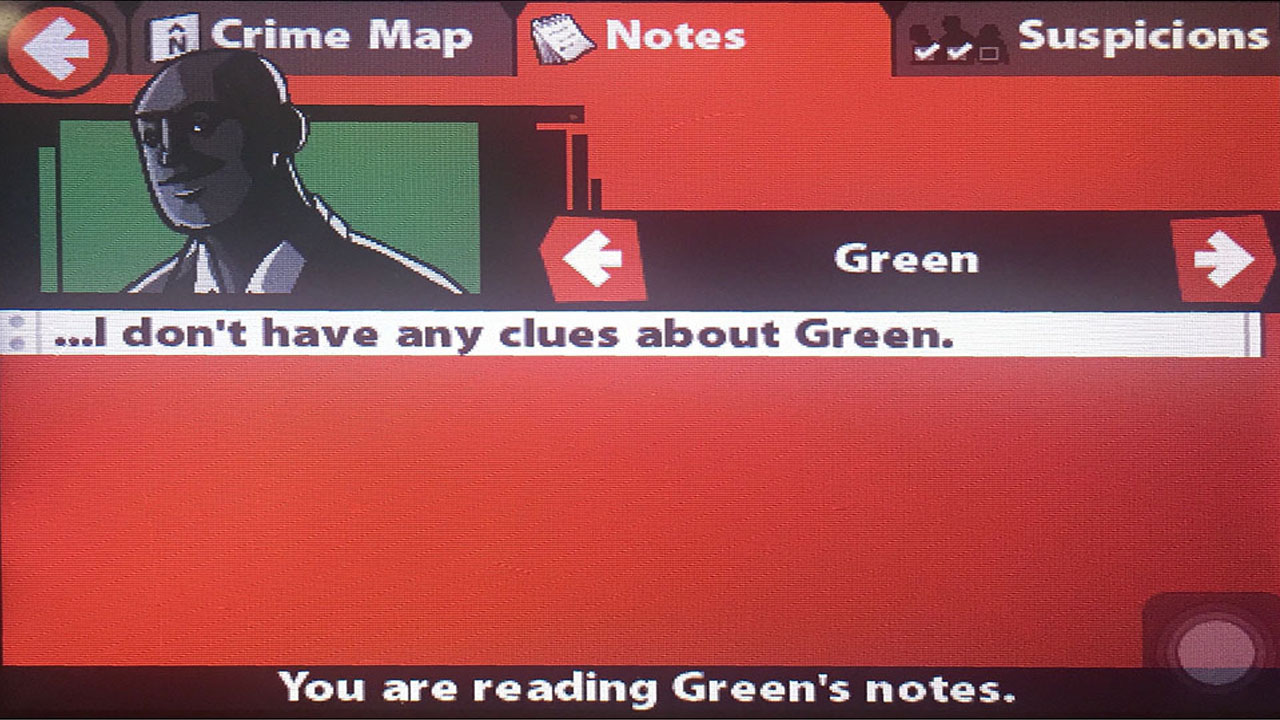 Crime Map
Notes
Suspicions
Green
...I don't have any clues about Green.
You are reading Green's notes.